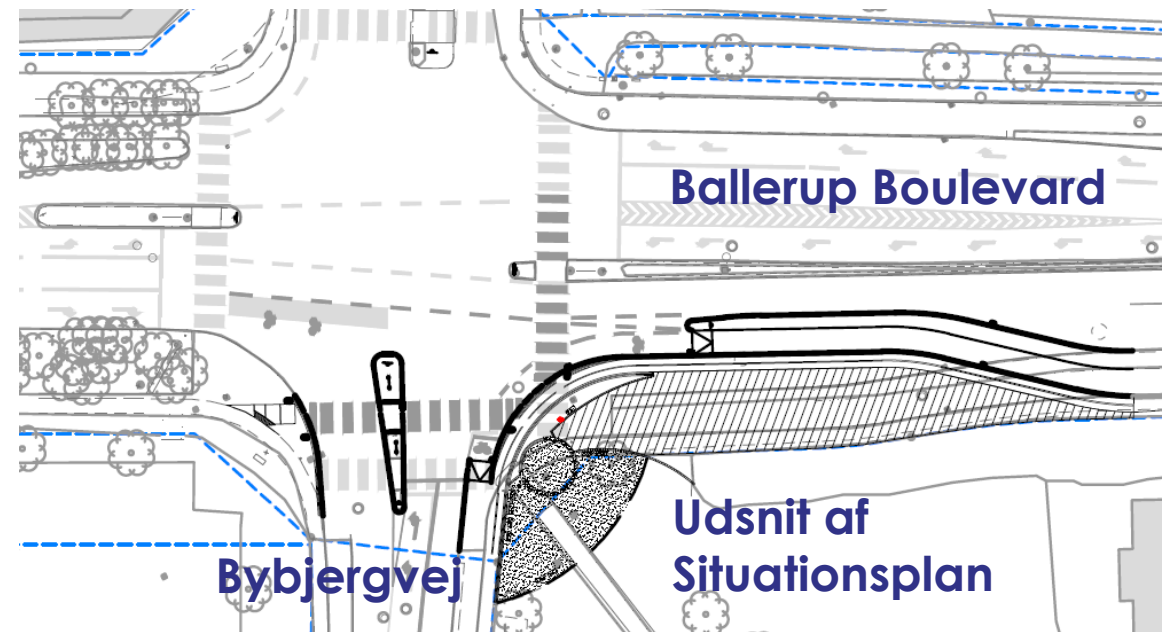 Ballerup Boulevard
Udsnit af
Situationsplan
Bybjergvej